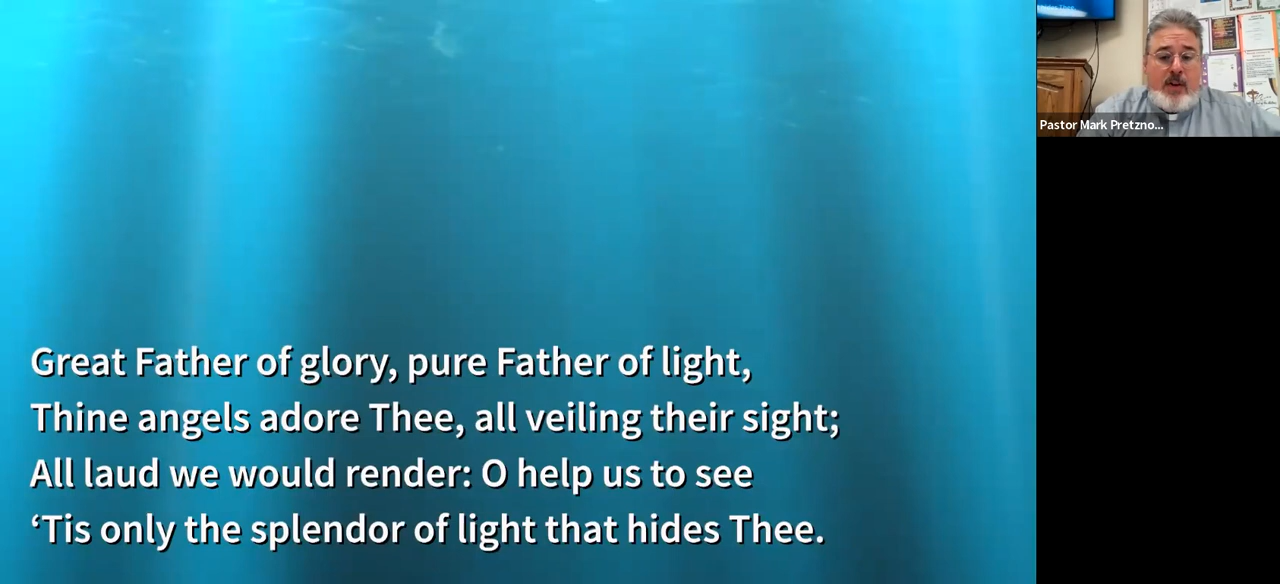 Great Father of glory, pure Father of light,
Thine angels adore Thee, all veiling their sight;
All laud we would render: O help us to see
‘Tis only the splendor of light that hides Thee.
Pastor Mark Pretzno...